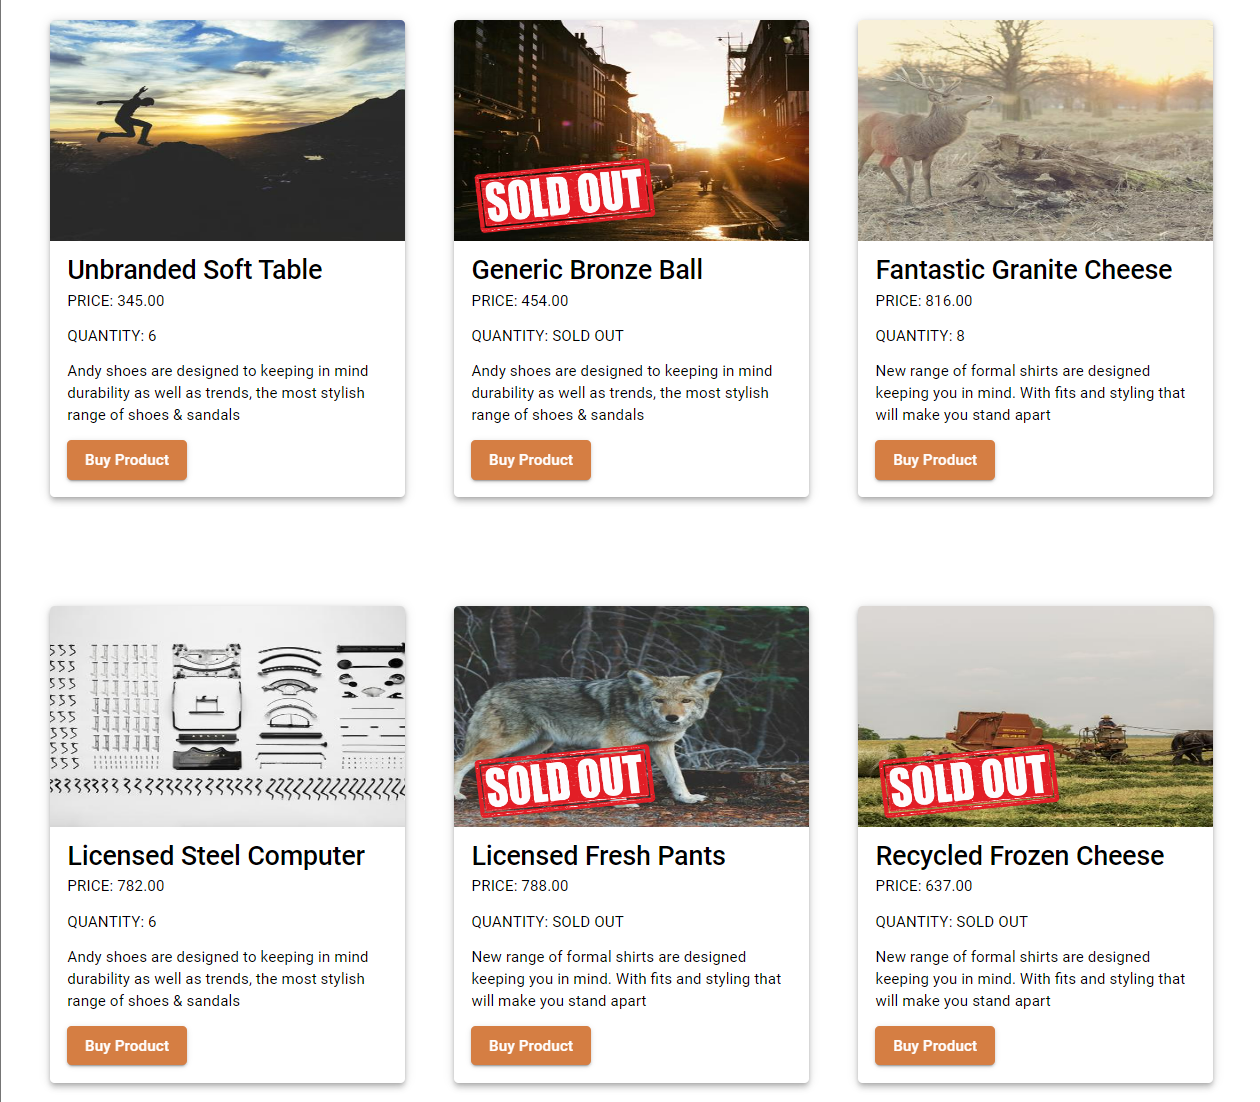 SOLD OUT
Unbranded Soft Table
PRICE: 345.00
QUANTITY: 6
Andy shoes are designed to keeping in mind
durability as well as trends, the most stylish
range of shoes & sandals
Buy Product
Generic Bronze Ball
PRICE: 454.00
QUANTITY: SOLD OUT
Andy shoes are designed to keeping in mind
durability as well as trends, the most stylish
range of shoes & sandals
Buy Product
Fantastic Granite Cheese
PRICE: 816.00
QUANTITY: 8
New range of formal shirts are designed
keeping you in mind. With fits and styling that
will make you stand apart
Buy Product
Licensed Steel Computer
PRICE: 782.00
QUANTITY: 6
Andy shoes are designed to keeping in mind
durability as well as trends, the most stylish
range of shoes & sandals
Buy Product
SOLD OUT
Licensed Fresh Pants
PRICE: 788.00
QUANTITY: SOLD OUT
New range of formal shirts are designed
keeping you in mind. With fits and styling that
will make you stand apart
Buy Product
SOLD OUT
Recycled Frozen Cheese
PRICE: 637.00
QUANTITY: SOLD OUT
New range of formal shirts are designed
keeping you in mind. With fits and styling that
will make you stand apart
Buy Product